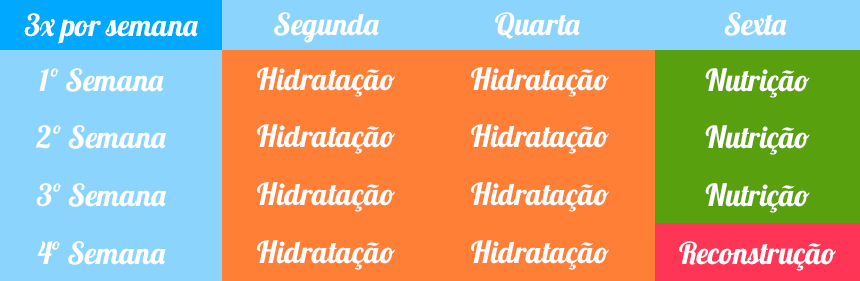 3x por semana Segunda Quarta Sexta
1º Semana Hidratação Hidratação Nutrição
2º Semana Hidratação Hidratação Nutrição
3º Semana Hidratação Hidratação Nutrição
4º Semana Hidratação Hidratação Reconstrução